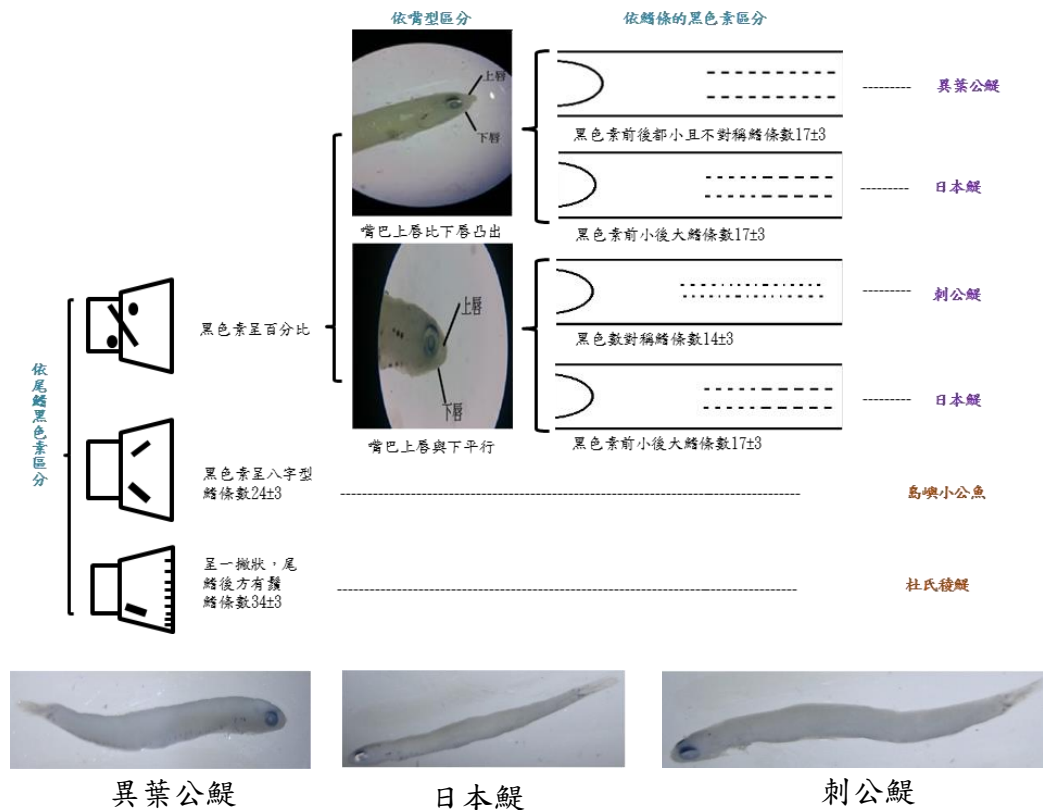 依嘴型區分
依鰭條的黑色素區分
上唇
下唇
嘴巴上唇比下唇凸出
黑色素前後都小且不對稱鰭條數17±3
異葉公鯷
黑色素前小後大鰭條數17±3
日本鯷
上唇
下唇
嘴巴上唇與下平行
黑色數對稱鰭條數14±3
刺公鯷
黑色素前小後大鰭條數17±3
日本鯷
依尾鰭黑色素區分
黑色素呈百分比
黑色素呈八字型
鰭條數24±3
島嶼小公魚
呈一撇狀,尾
鰭後方有鬚
鰭條數34±3
杜氏稜鯷
異葉公鯷
日本鯷
刺公鯷